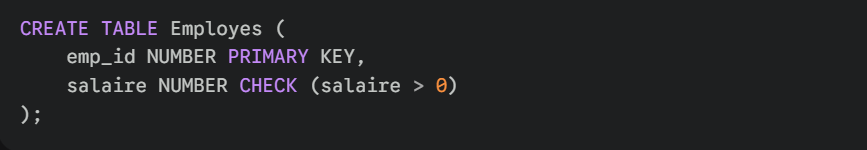 CREATE TABLE Employes (
    emp_id NUMBER PRIMARY KEY,
    salaire NUMBER CHECK (salaire > 0)
);